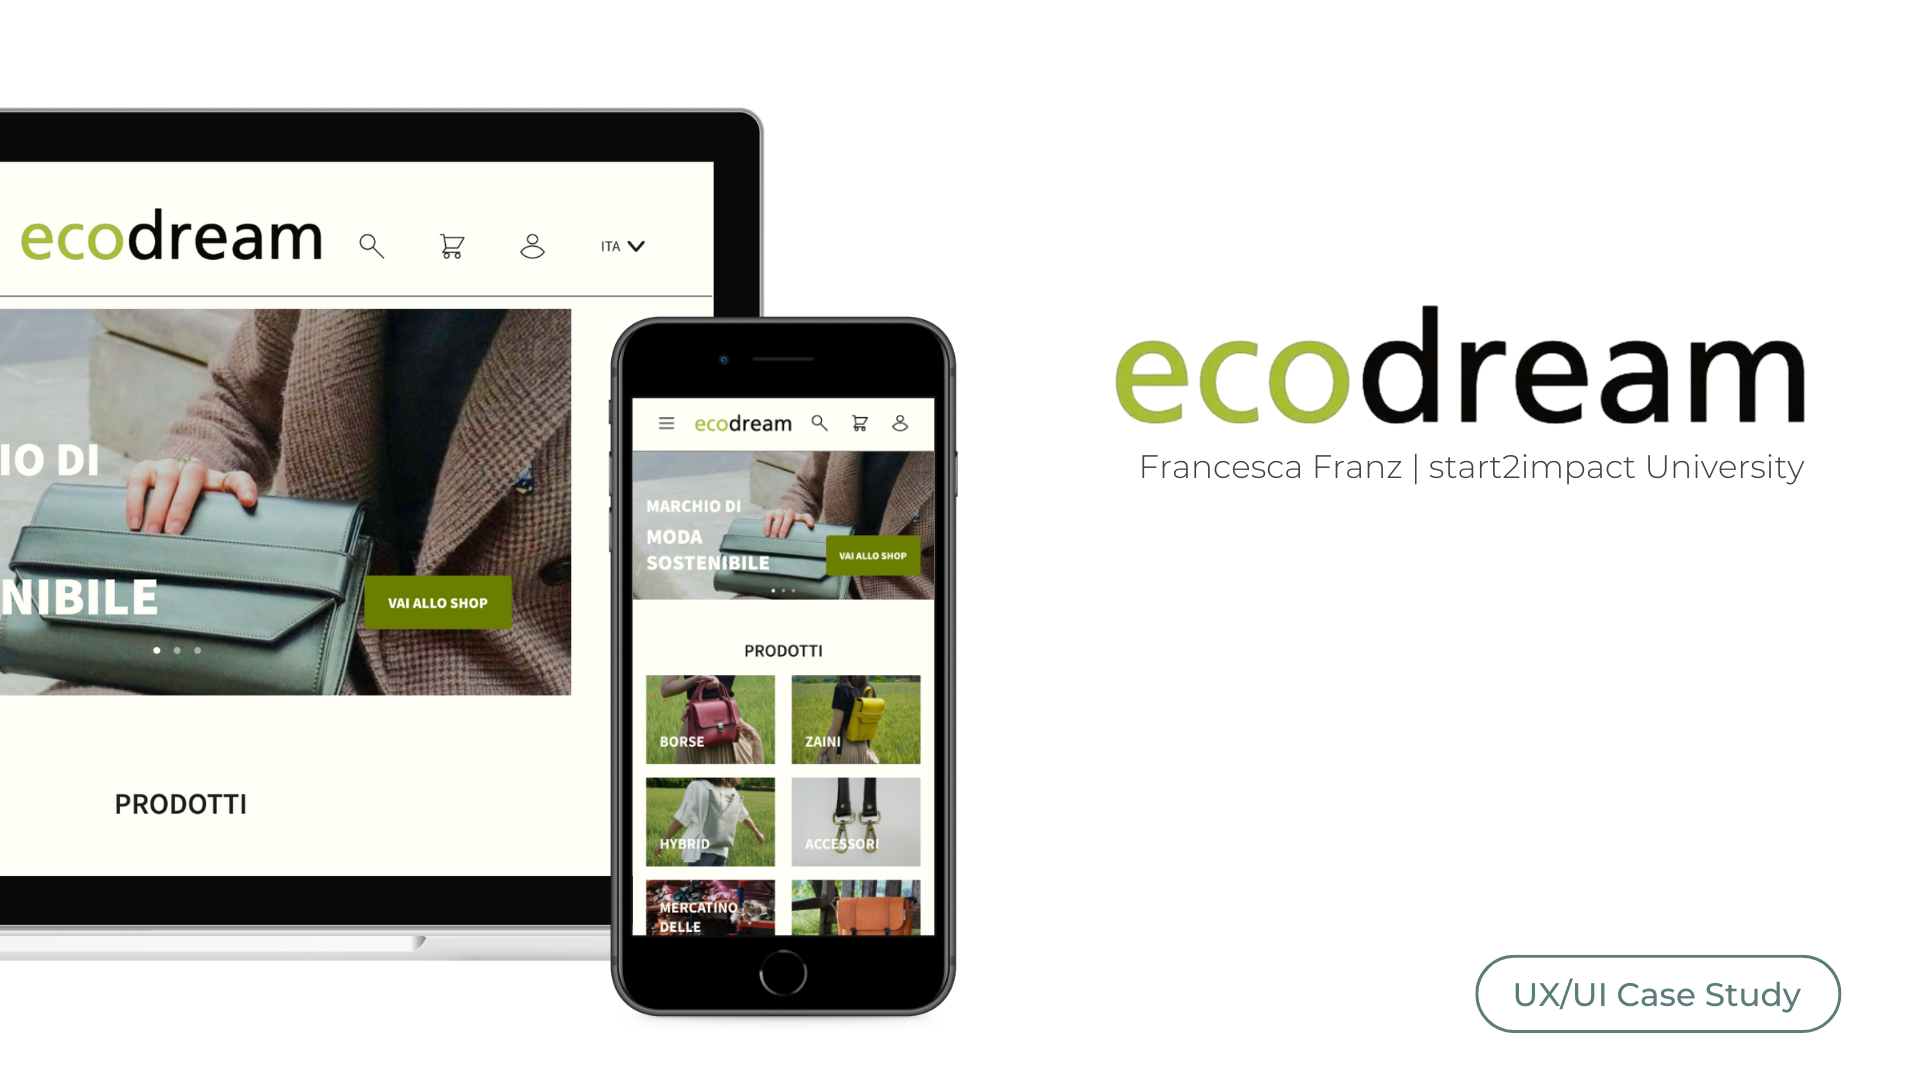 ecodream
ITA
IO DI
NIBILE
VAI ALLO SHOP
PRODOTTI
ecodream
MARCHIO DI
MODA
SOSTENIBILE
VAI ALLO SHOP
PRODOTTI
BORSE
ZAINI
HYBRID
ACCESSORI
MERCATINO
DELLE
ecodream
Francesca Franz | start2impact University
UX/UI Case Study